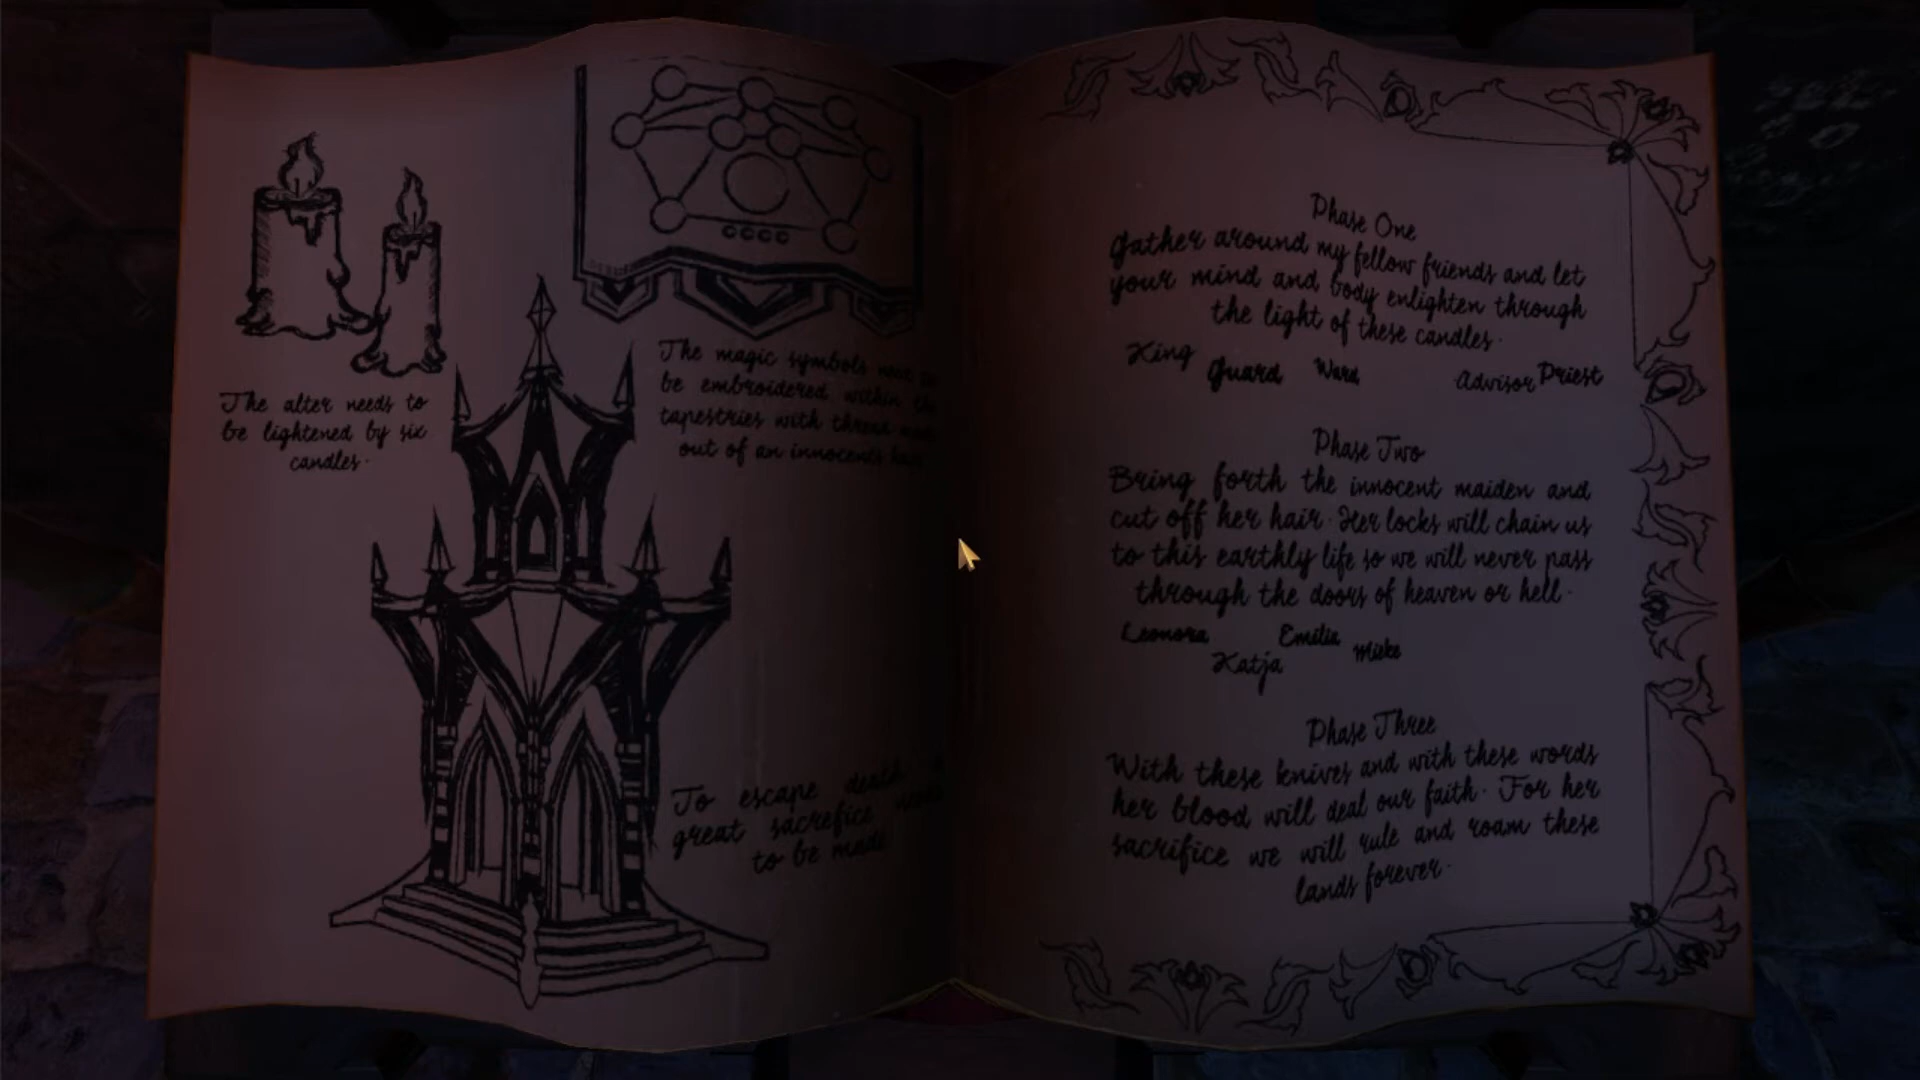 The alter needs to
be lightened by six
candles.
The magic symbols
be embroidered within the
tapestries with thread
out of an innocents
To escape death
great sacrefice
to be made
Phase One
Gather around my fellow friends and let
your mind and body enlighten through
the light of these candles.
King Guard Ward Advisor Priest
Phase Two
Bring forth the innocent maiden and
cut off her hair. Her locks will chain us
to this earthly life so we will never pass
through the doors of heaven or hell.
Leonora Katja Emilia Mieke
Phase Three
With these knives and with these words
her blood will deal our faith. For her
sacrifice we will rule and roam these
lands forever.